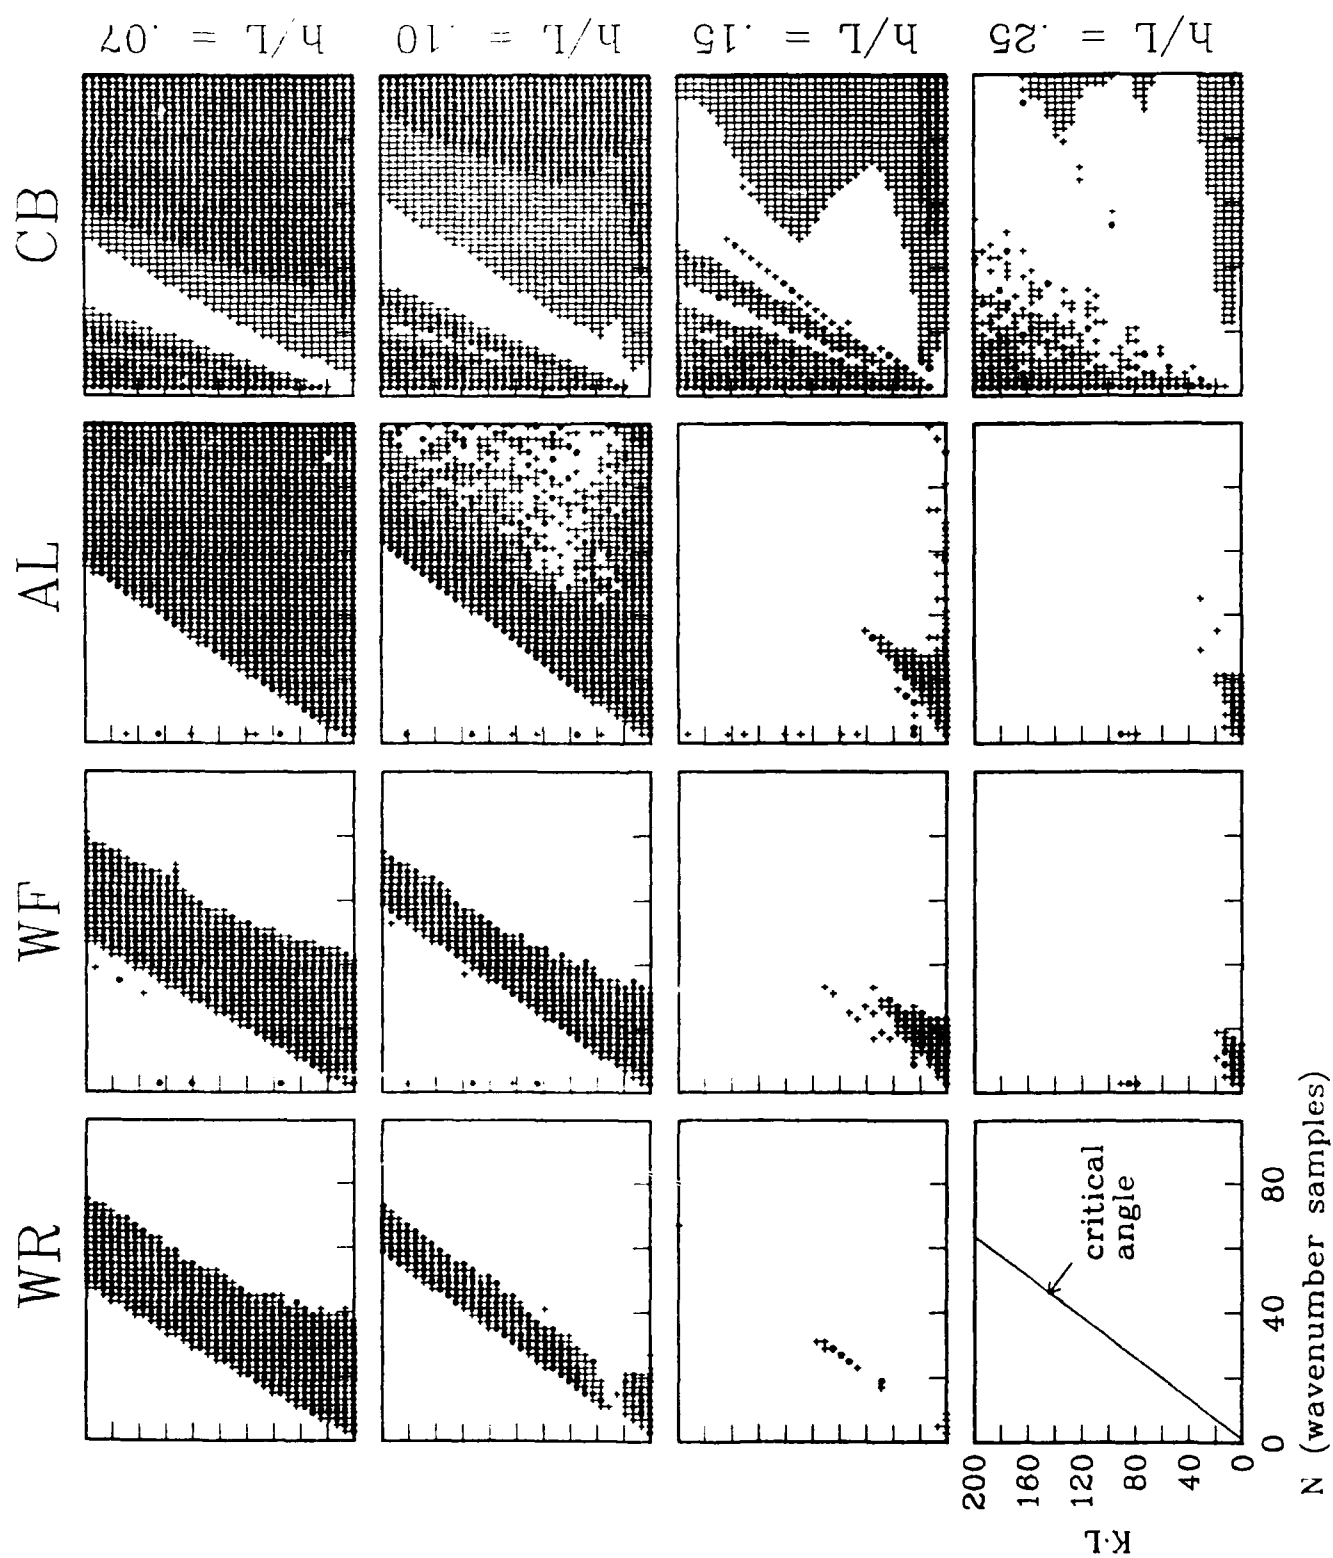 WR
WF
AL
CB
h/L = .07
h/L = .10
h/L = .15
h/L = .25
critical
angle
K·L
200
160
120
80
40
0
0
40
80
N (wavenumber samples)